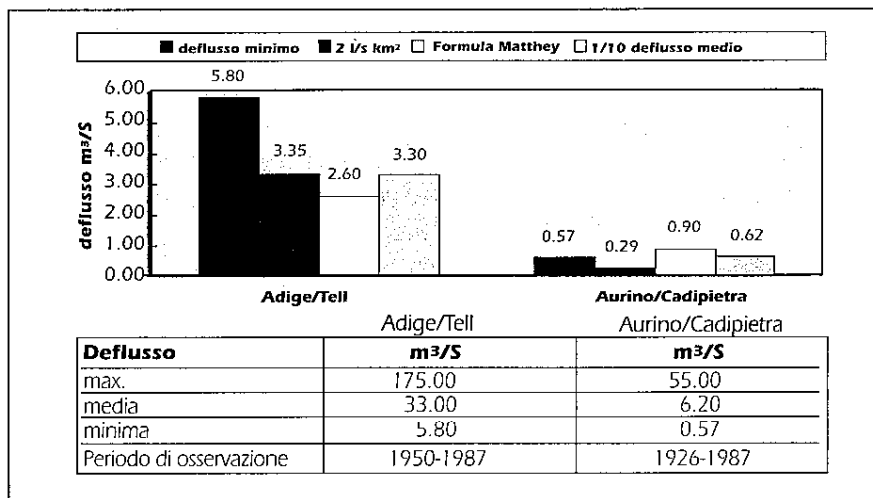 deflusso minimo 2 l/s km² Formula Matthey 1/10 deflusso medio
5.80
6.00
5.00
4.00
3.00
2.00
1.00
0.00
deflusso m³/S
3.35
2.60
3.30
0.57
0.29
0.90
0.62
Adige/Tell Aurino/Cadipietra
Adige/Tell Aurino/Cadipietra
Deflusso m³/S m³/S
max. 175.00 55.00
media 33.00 6.20
minima 5.80 0.57
Periodo di osservazione 1950-1987 1926-1987